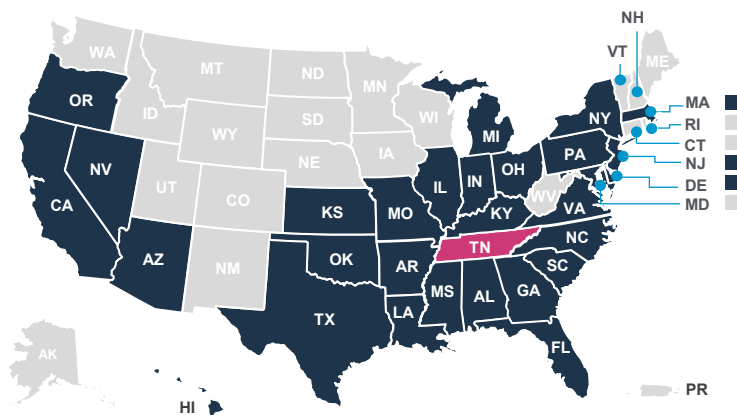 NH
VT
WA
ME
MT
ND
MN
OR
MA
ID
SD
WI
NY
RI
MI
WY
CT
IA
PA
NJ
NE
NV
OH
IL
IN
DE
UT
WV
CO
MD
CA
VA
KS
MO
KY
NC
TN
OK
AZ
AR
SC
NM
MS
AL
GA
LA
TX
FL
AK
PR
HI